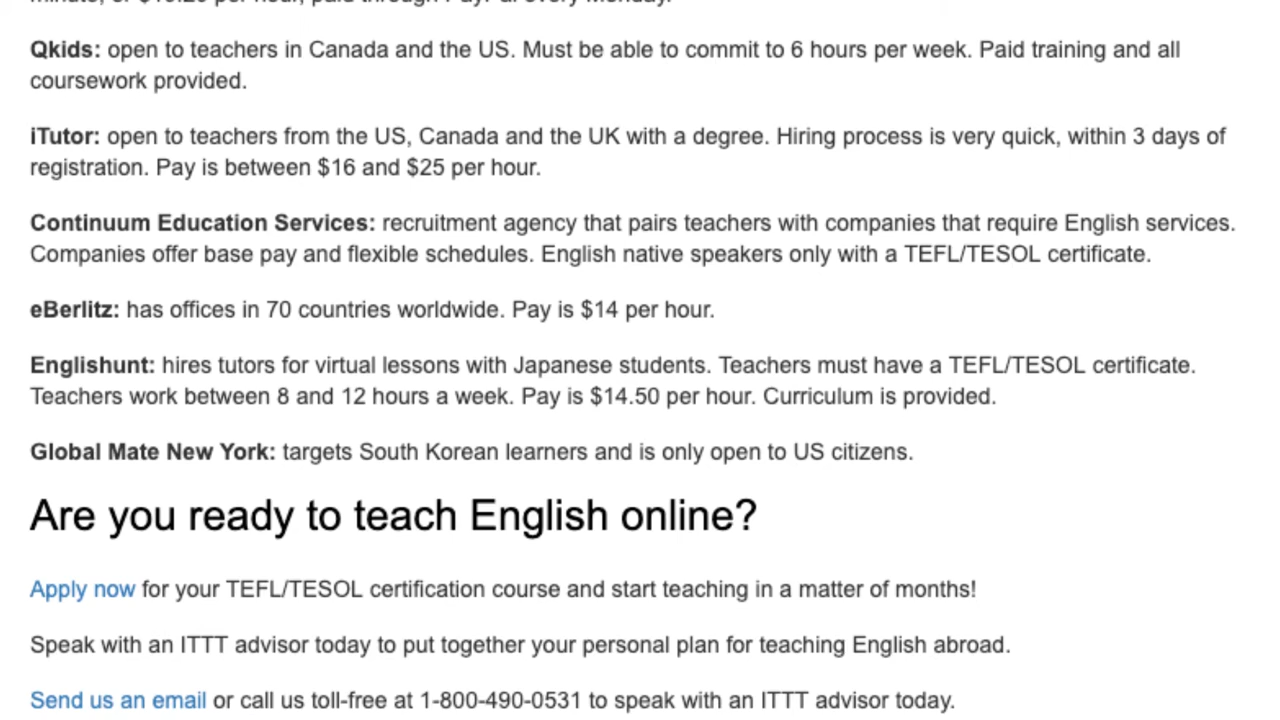 Qkids: open to teachers in Canada and the US. Must be able to commit to 6 hours per week. Paid training and all
coursework provided.
iTutor: open to teachers from the US, Canada and the UK with a degree. Hiring process is very quick, within 3 days of
registration. Pay is between $16 and $25 per hour.
Continuum Education Services: recruitment agency that pairs teachers with companies that require English services.
Companies offer base pay and flexible schedules. English native speakers only with a TEFL/TESOL certificate.
eBerlitz: has offices in 70 countries worldwide. Pay is $14 per hour.
Englishunt: hires tutors for virtual lessons with Japanese students. Teachers must have a TEFL/TESOL certificate.
Teachers work between 8 and 12 hours a week. Pay is $14.50 per hour. Curriculum is provided.
Global Mate New York: targets South Korean learners and is only open to US citizens.
Are you ready to teach English online?
Apply now for your TEFL/TESOL certification course and start teaching in a matter of months!
Speak with an ITTT advisor today to put together your personal plan for teaching English abroad.
Send us an email or call us toll-free at 1-800-490-0531 to speak with an ITTT advisor today.